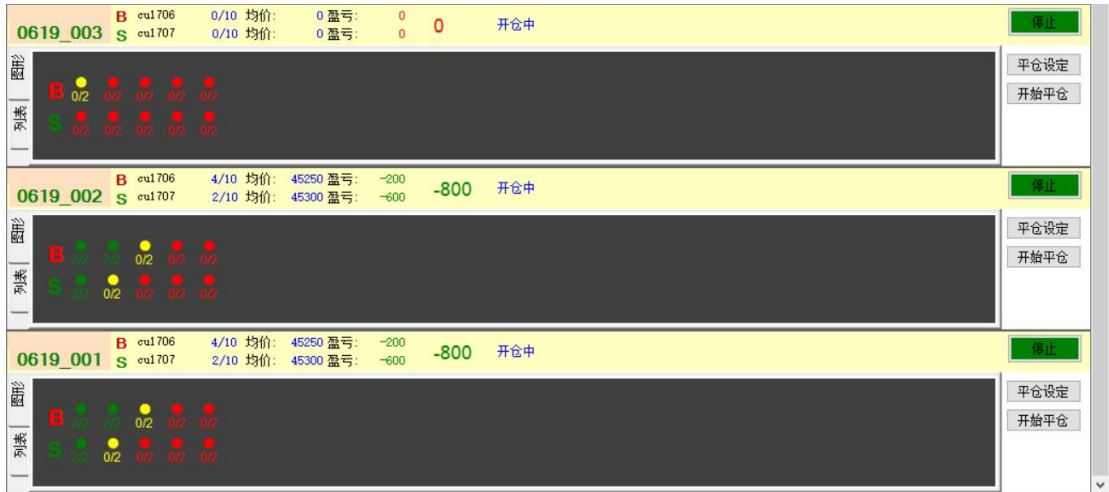 0619_003 B cu1706 0/10 均价: 0 盈亏: 0 0 开仓中 停止
S cu1707 0/10 均价: 0 盈亏: 0
图形 平仓设定
列表 开始平仓
B 0/2 0/2 0/2 0/2 0/2
S 0/2 0/2 0/2 0/2 0/2
0619_002 B cu1706 4/10 均价: 45250 盈亏: -200 -800 开仓中 停止
S cu1707 2/10 均价: 45300 盈亏: -600
图形 平仓设定
列表 开始平仓
B 2/2 2/2 0/2 0/2 0/2
S 2/2 0/2 0/2 0/2 0/2
0619_001 B cu1706 4/10 均价: 45250 盈亏: -200 -800 开仓中 停止
S cu1707 2/10 均价: 45300 盈亏: -600
图形 平仓设定
列表 开始平仓
B 2/2 2/2 0/2 0/2 0/2
S 2/2 0/2 0/2 0/2 0/2